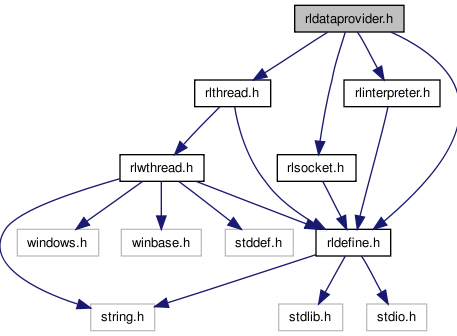 rldataprovider.h
rlthread.h
rlinterpreter.h
rlwthread.h
rlsocket.h
windows.h
winbase.h
stddef.h
rldefine.h
string.h
stdlib.h
stdio.h